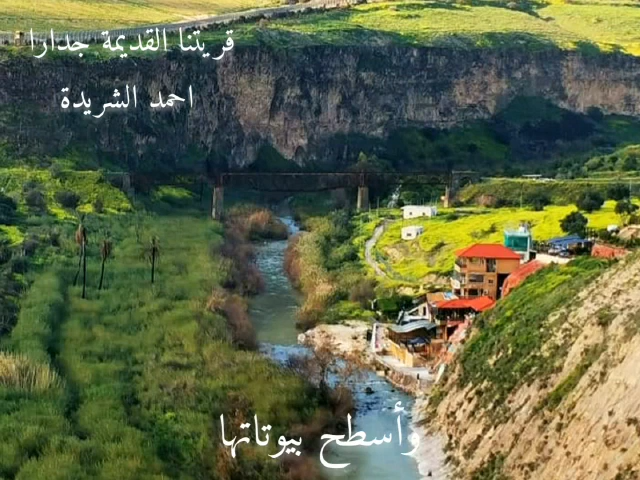 قريتنا القديمة جدارا
احمد الشريدة
وأسطح بيوتاتها